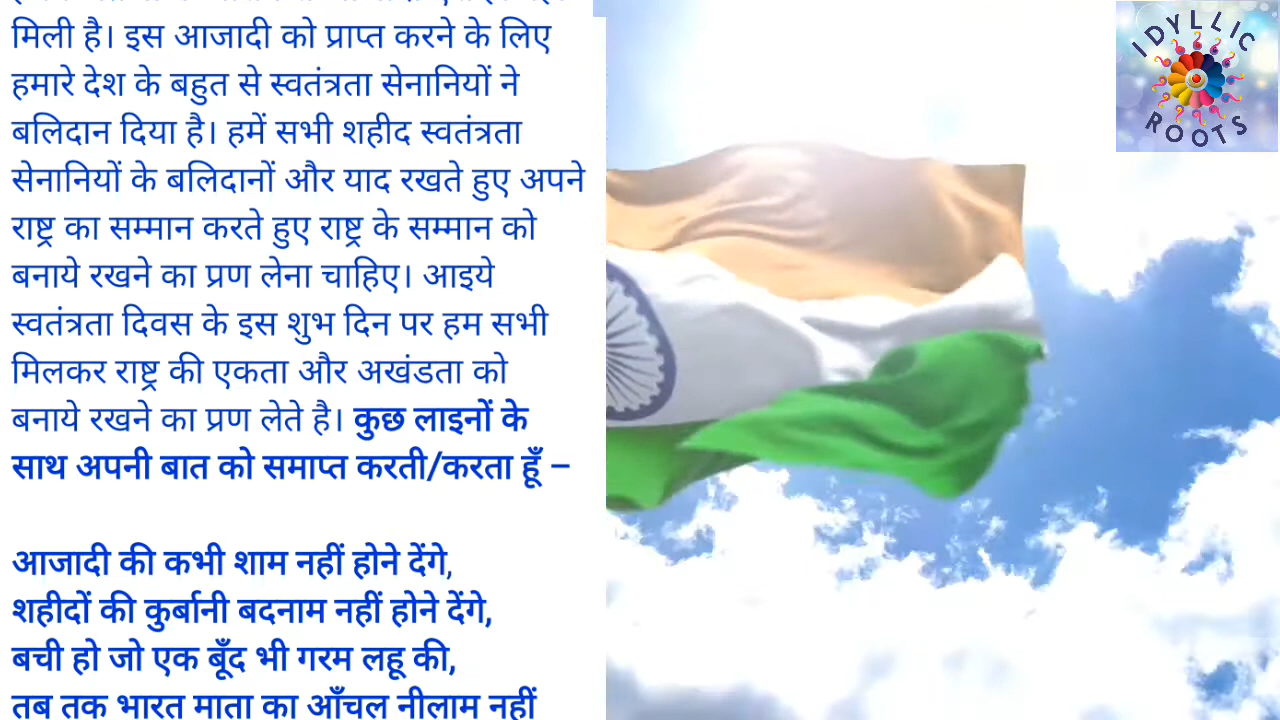 मिली है। इस आजादी को प्राप्त करने के लिए
हमारे देश के बहुत से स्वतंत्रता सेनानियों ने
बलिदान दिया है। हमें सभी शहीद स्वतंत्रता
सेनानियों के बलिदानों और याद रखते हुए अपने
राष्ट्र का सम्मान करते हुए राष्ट्र के सम्मान को
बनाये रखने का प्रण लेना चाहिए। आइये
स्वतंत्रता दिवस के इस शुभ दिन पर हम सभी
मिलकर राष्ट्र की एकता और अखंडता को
बनाये रखने का प्रण लेते है। कुछ लाइनों के
साथ अपनी बात को समाप्त करती/करता हूँ –
आजादी की कभी शाम नहीं होने देंगे,
शहीदों की कुर्बानी बदनाम नहीं होने देंगे,
बची हो जो एक बूँद भी गरम लहू की,
तब तक भारत माता का आँचल नीलाम नहीं
IDYLLIC
ROOTS